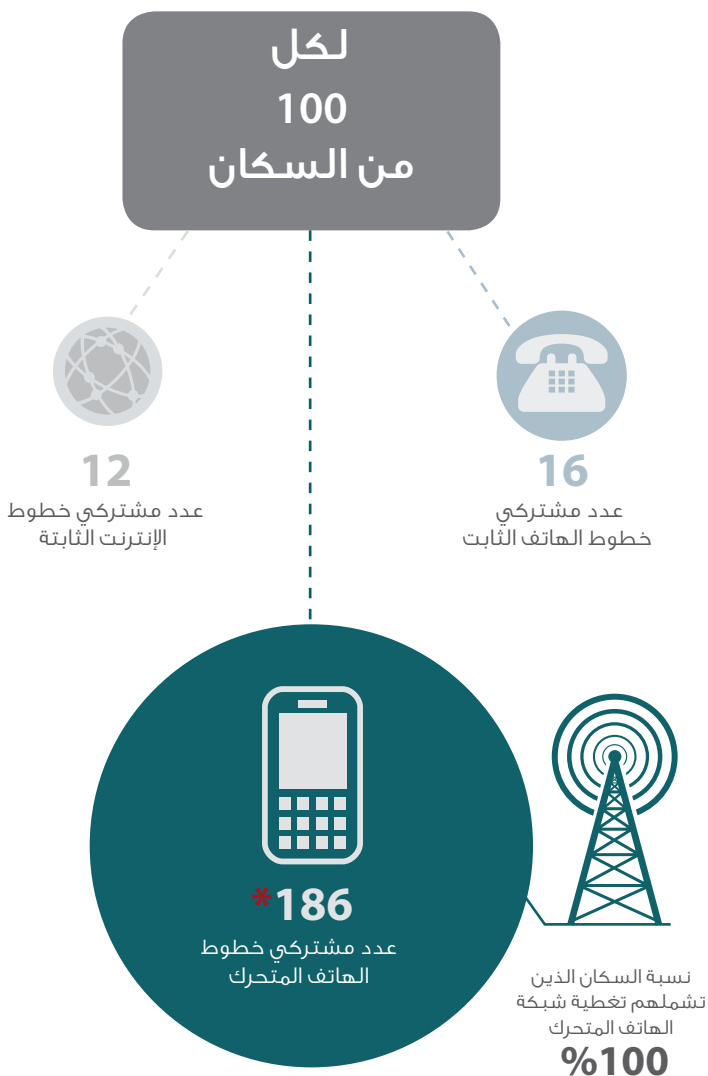 لكل
100
من السكان
16
عدد مشتركي
خطوط الهاتف الثابت
12
عدد مشتركي خطوط
الإنترنت الثابتة
186*
عدد مشتركي خطوط
الهاتف المتحرك
نسبة السكان الذين
تشملهم تغطية شبكة
الهاتف المتحرك
%100